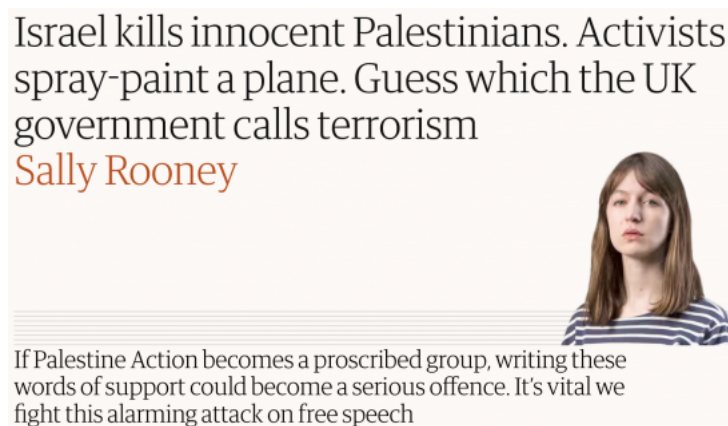 Israel kills innocent Palestinians. Activists
spray-paint a plane. Guess which the UK
government calls terrorism
Sally Rooney
If Palestine Action becomes a proscribed group, writing these
words of support could become a serious offence. It’s vital we
fight this alarming attack on free speech